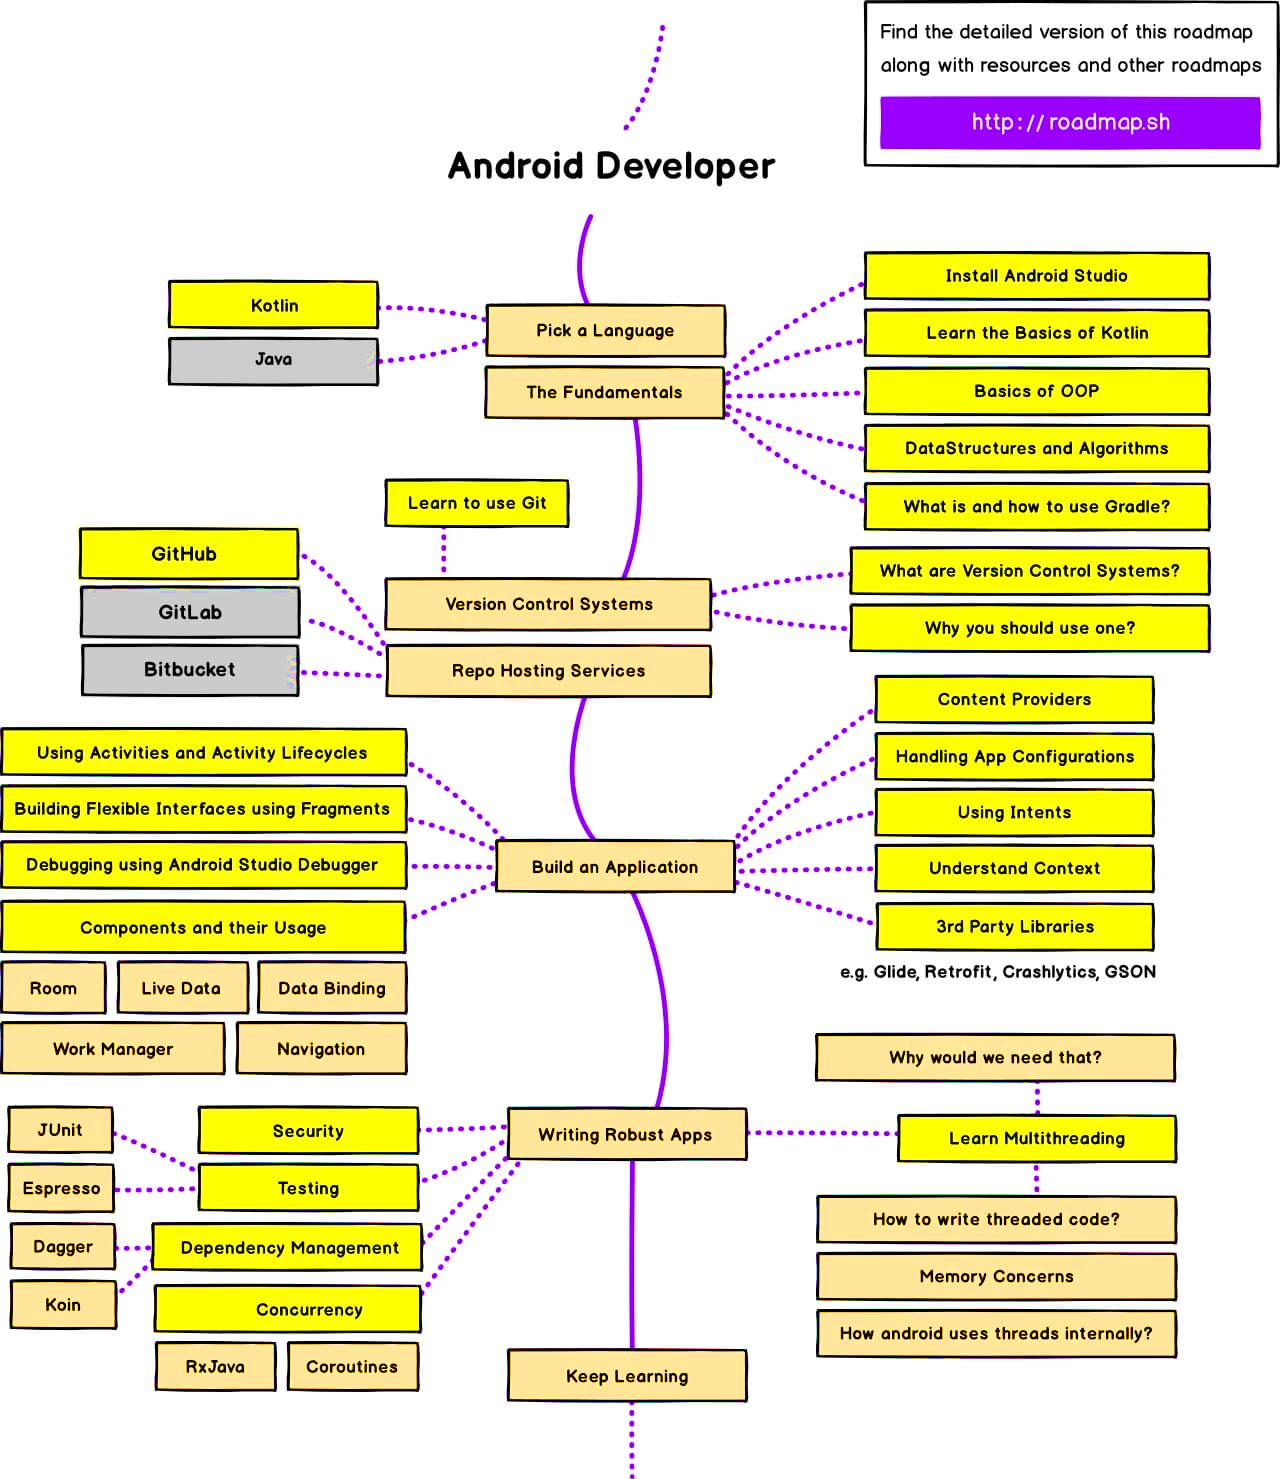 Find the detailed version of this roadmap
along with resources and other roadmaps
http://roadmap.sh
Android Developer
Kotlin
Java
Pick a Language
The Fundamentals
Install Android Studio
Learn the Basics of Kotlin
Basics of OOP
DataStructures and Algorithms
What is and how to use Gradle?
Learn to use Git
GitHub
GitLab
Bitbucket
Version Control Systems
Repo Hosting Services
What are Version Control Systems?
Why you should use one?
Using Activities and Activity Lifecycles
Building Flexible Interfaces using Fragments
Debugging using Android Studio Debugger
Components and their Usage
Room
Live Data
Data Binding
Work Manager
Navigation
Build an Application
Content Providers
Handling App Configurations
Using Intents
Understand Context
3rd Party Libraries
e.g. Glide, Retrofit, Crashlytics, GSON
JUnit
Espresso
Dagger
Koin
Security
Testing
Dependency Management
Concurrency
RxJava
Coroutines
Writing Robust Apps
Why would we need that?
Learn Multithreading
How to write threaded code?
Memory Concerns
How android uses threads internally?
Keep Learning